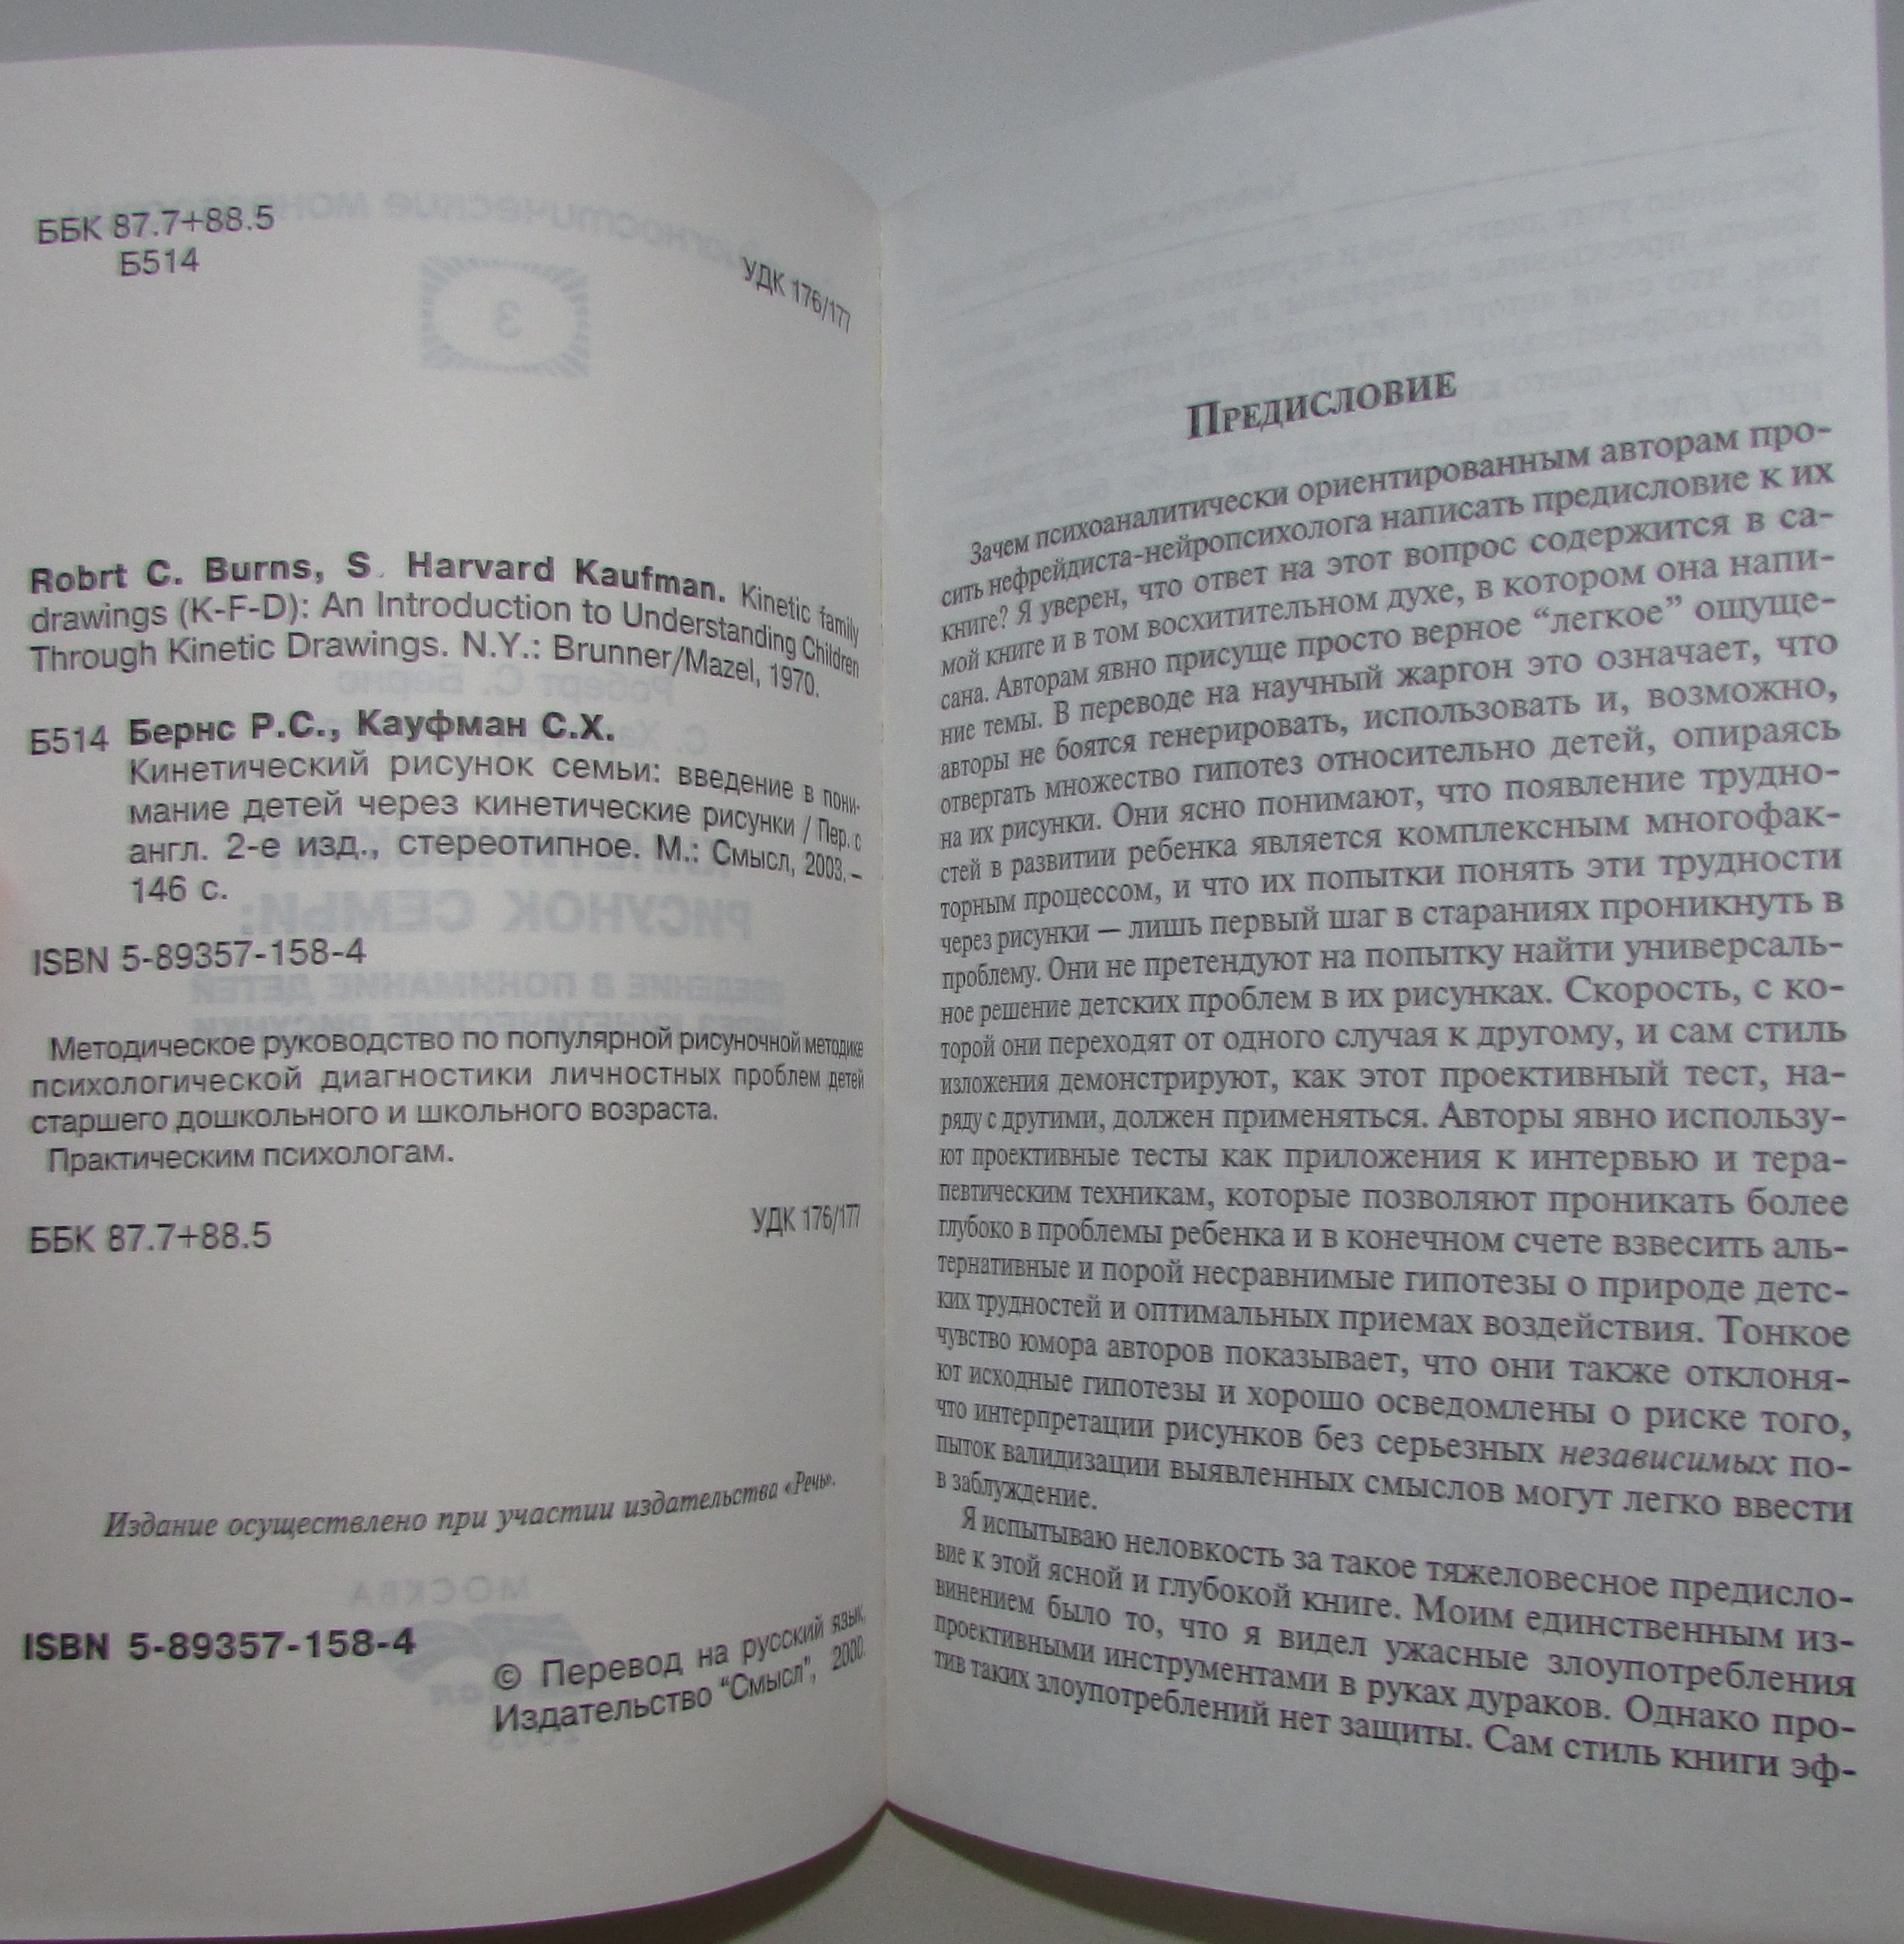 ББК 87.7+88.5
Б514
УДК 176/177
Robrt C. Burns, S. Harvard Kaufman. Kinetic family
drawings (K-F-D): An Introduction to Understanding Children
Through Kinetic Drawings. N.Y.: Brunner/Mazel, 1970.
Б514 Бернс Р.С., Кауфман С.Х.
Кинетический рисунок семьи: введение в пони-
мание детей через кинетические рисунки / Пер. с
англ. 2-е изд., стереотипное. М.: Смысл, 2003. –
146 с.
ISBN 5-89357-158-4
Методическое руководство по популярной рисуночной методике
психологической диагностики личностных проблем детей
старшего дошкольного и школьного возраста.
Практическим психологам.
ББК 87.7+88.5
УДК 176/177
Издание осуществлено при участии издательства «Речь».
ISBN 5-89357-158-4
© Перевод на русский язык,
Издательство “Смысл”, 2000.
ПРЕДИСЛОВИЕ
Зачем психоаналитически ориентированным авторам про-
сить нефрейдиста-нейропсихолога написать предисловие к их
книге? Я уверен, что ответ на этот вопрос содержится в са-
мой книге и в том восхитительном духе, в котором она напи-
сана. Авторам явно присуще просто верное “легкое” ощуще-
ние темы. В переводе на научный жаргон это означает, что
авторы не боятся генерировать, использовать и, возможно,
отвергать множество гипотез относительно детей, опираясь
на их рисунки. Они ясно понимают, что появление трудно-
стей в развитии ребенка является комплексным многофак-
торным процессом, и что их попытки понять эти трудности
через рисунки — лишь первый шаг в стараниях проникнуть в
проблему. Они не претендуют на попытку найти универсаль-
ное решение детских проблем в их рисунках. Скорость, с ко-
торой они переходят от одного случая к другому, и сам стиль
изложения демонстрируют, как этот проективный тест, на-
ряду с другими, должен применяться. Авторы явно использу-
ют проективные тесты как приложения к интервью и тера-
певтическим техникам, которые позволяют проникать более
глубоко в проблемы ребенка и в конечном счете взвесить аль-
тернативные и порой несравнимые гипотезы о природе детс-
ких трудностей и оптимальных приемах воздействия. Тонкое
чувство юмора авторов показывает, что они также отклоня-
ют исходные гипотезы и хорошо осведомлены о риске того,
что интерпретации рисунков без серьезных независимых по-
пыток валидизации выявленных смыслов могут легко ввести
в заблуждение.
Я испытываю неловкость за такое тяжеловесное предисло-
вие к этой ясной и глубокой книге. Моим единственным из-
винением было то, что я видел ужасные злоупотребления
проективными инструментами в руках дураков. Однако про-
тив таких злоупотреблений нет защиты. Сам стиль книги эф-